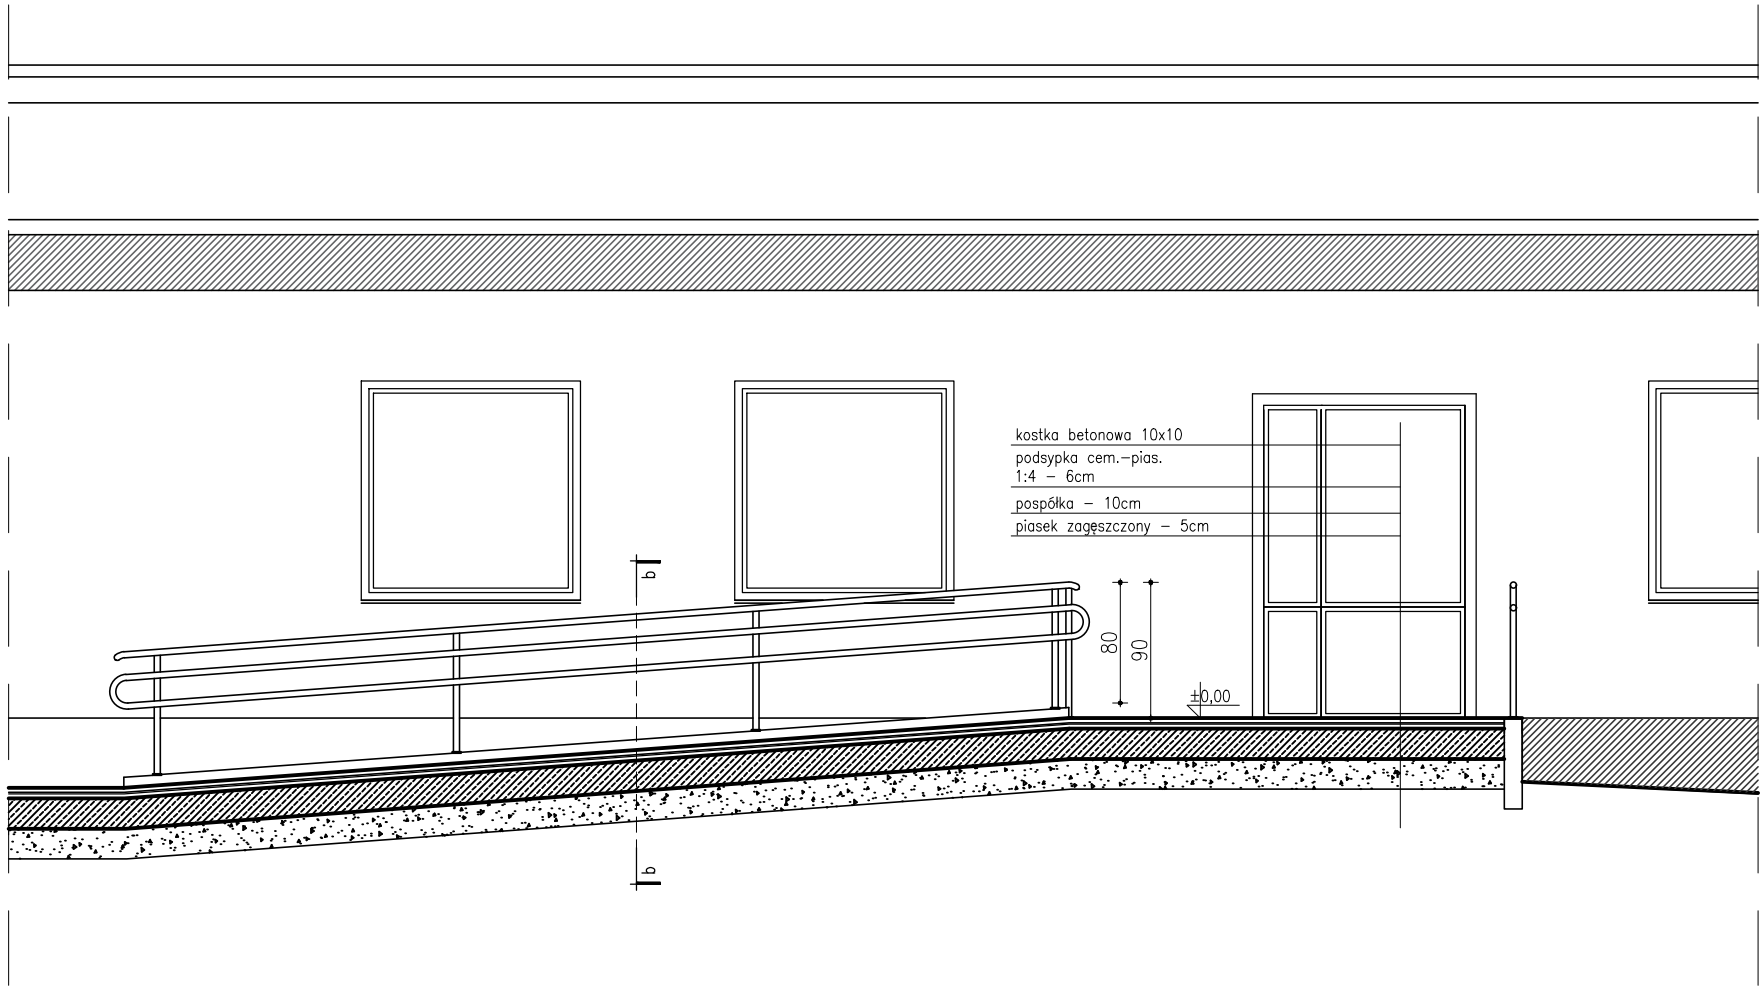 kostka betonowa 10x10
podsypka cem.-pias.
1:4 - 6cm
pospółka - 10cm
piasek zagęszczony - 5cm
b
80
90
±0,00
b